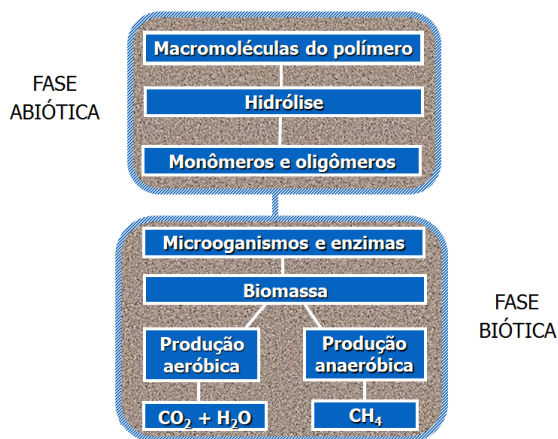 Macromoléculas do polímero
FASE
ABIÓTICA
Hidrólise
Monômeros e oligômeros
Microoganismos e enzimas
Biomassa
FASE
BIÓTICA
Produção
aeróbica
Produção
anaeróbica
CO₂ + H₂O
CH₄